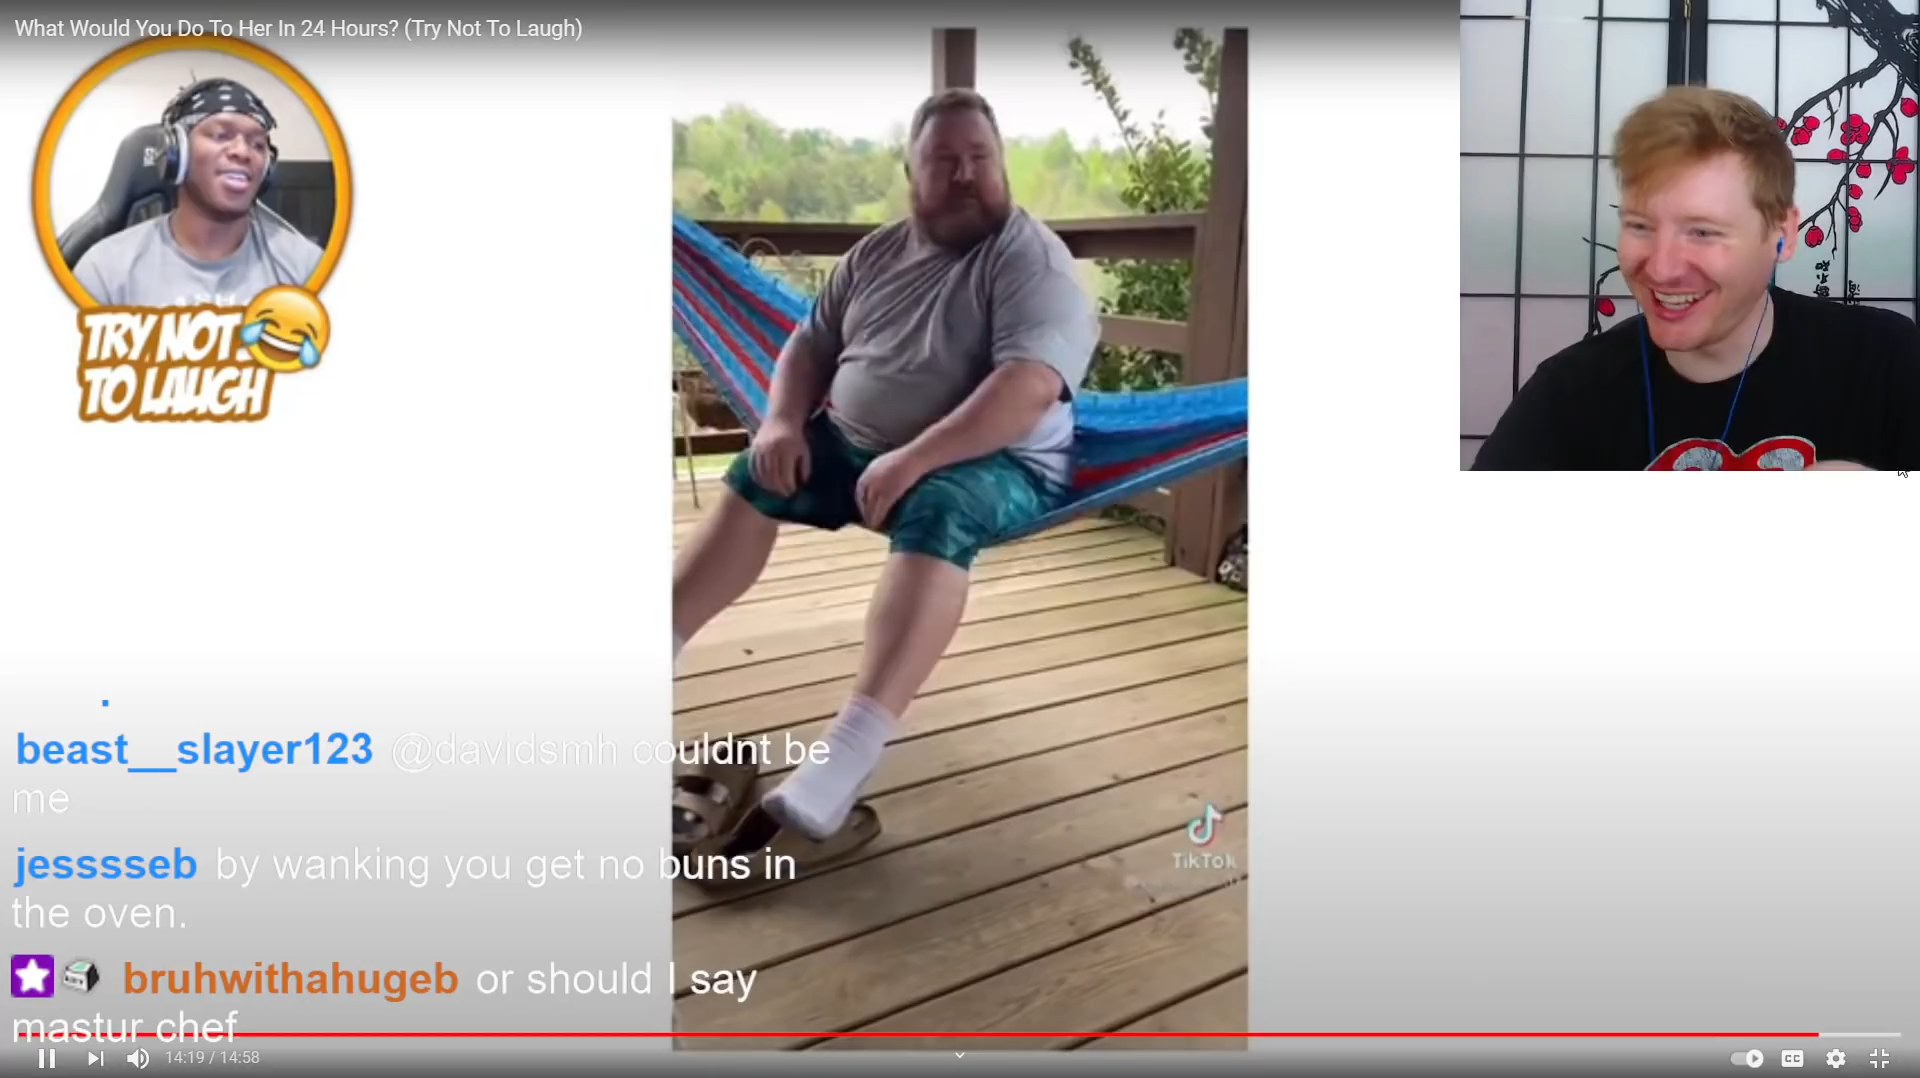 What Would You Do To Her In 24 Hours? (Try Not To Laugh)
TRY NOT
TO LAUGH
beast__slayer123 @davidsmh couldnt be
me
jesssseb by wanking you get no buns in
the oven.
bruhwithahugeb or should I say
mastur chef
TikTok
14:19 / 14:58
CC